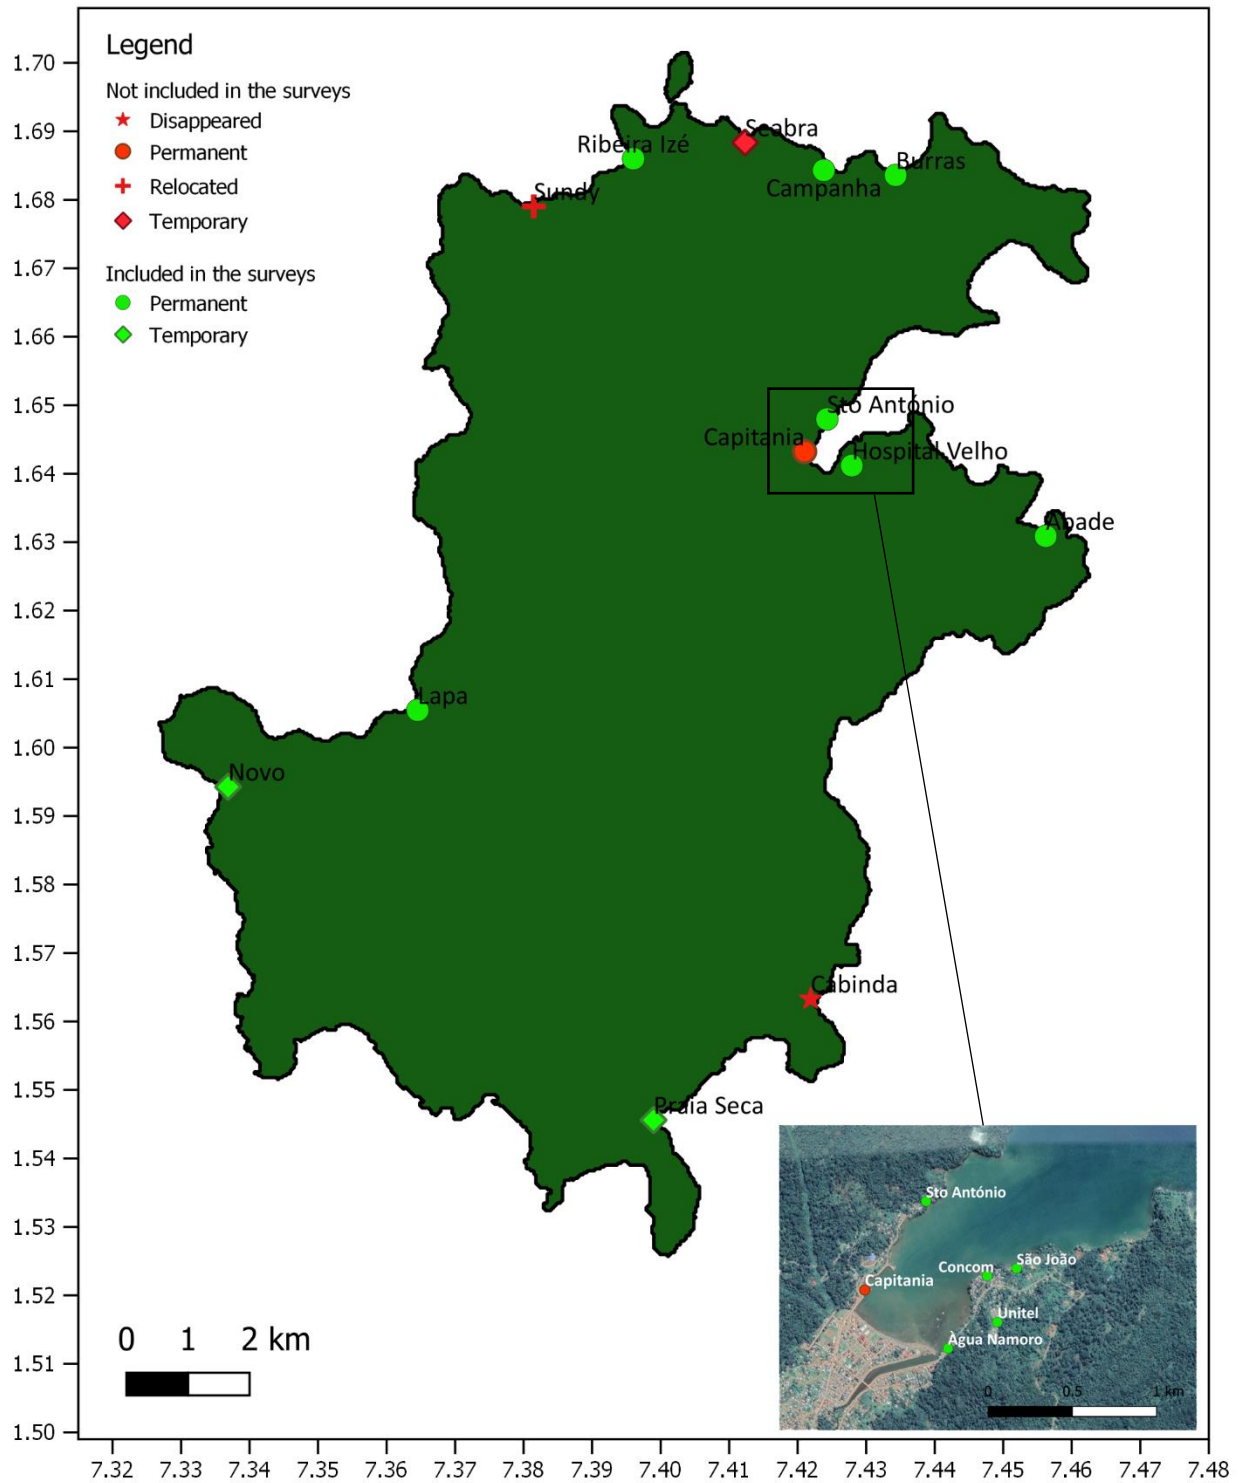 Legend
Not included in the surveys
Disappeared
Permanent
Relocated
Temporary
Included in the surveys
Permanent
Temporary
1.70
1.69
1.68
1.67
1.66
1.65
1.64
1.63
1.62
1.61
1.60
1.59
1.58
1.57
1.56
1.55
1.54
1.53
1.52
1.51
1.50
Seabra
Ribeira Izé
Burras
Campanha
Sundy
Sto António
Capitania
Hospital Velho
Abade
Lapa
Novo
Cabinda
Praia Seca
Sto António
São João
Concom
Capitania
Unitel
Àgua Namoro
0 0.5 1 km
0 1 2 km
7.32 7.33 7.34 7.35 7.36 7.37 7.38 7.39 7.40 7.41 7.42 7.43 7.44 7.45 7.46 7.47 7.48